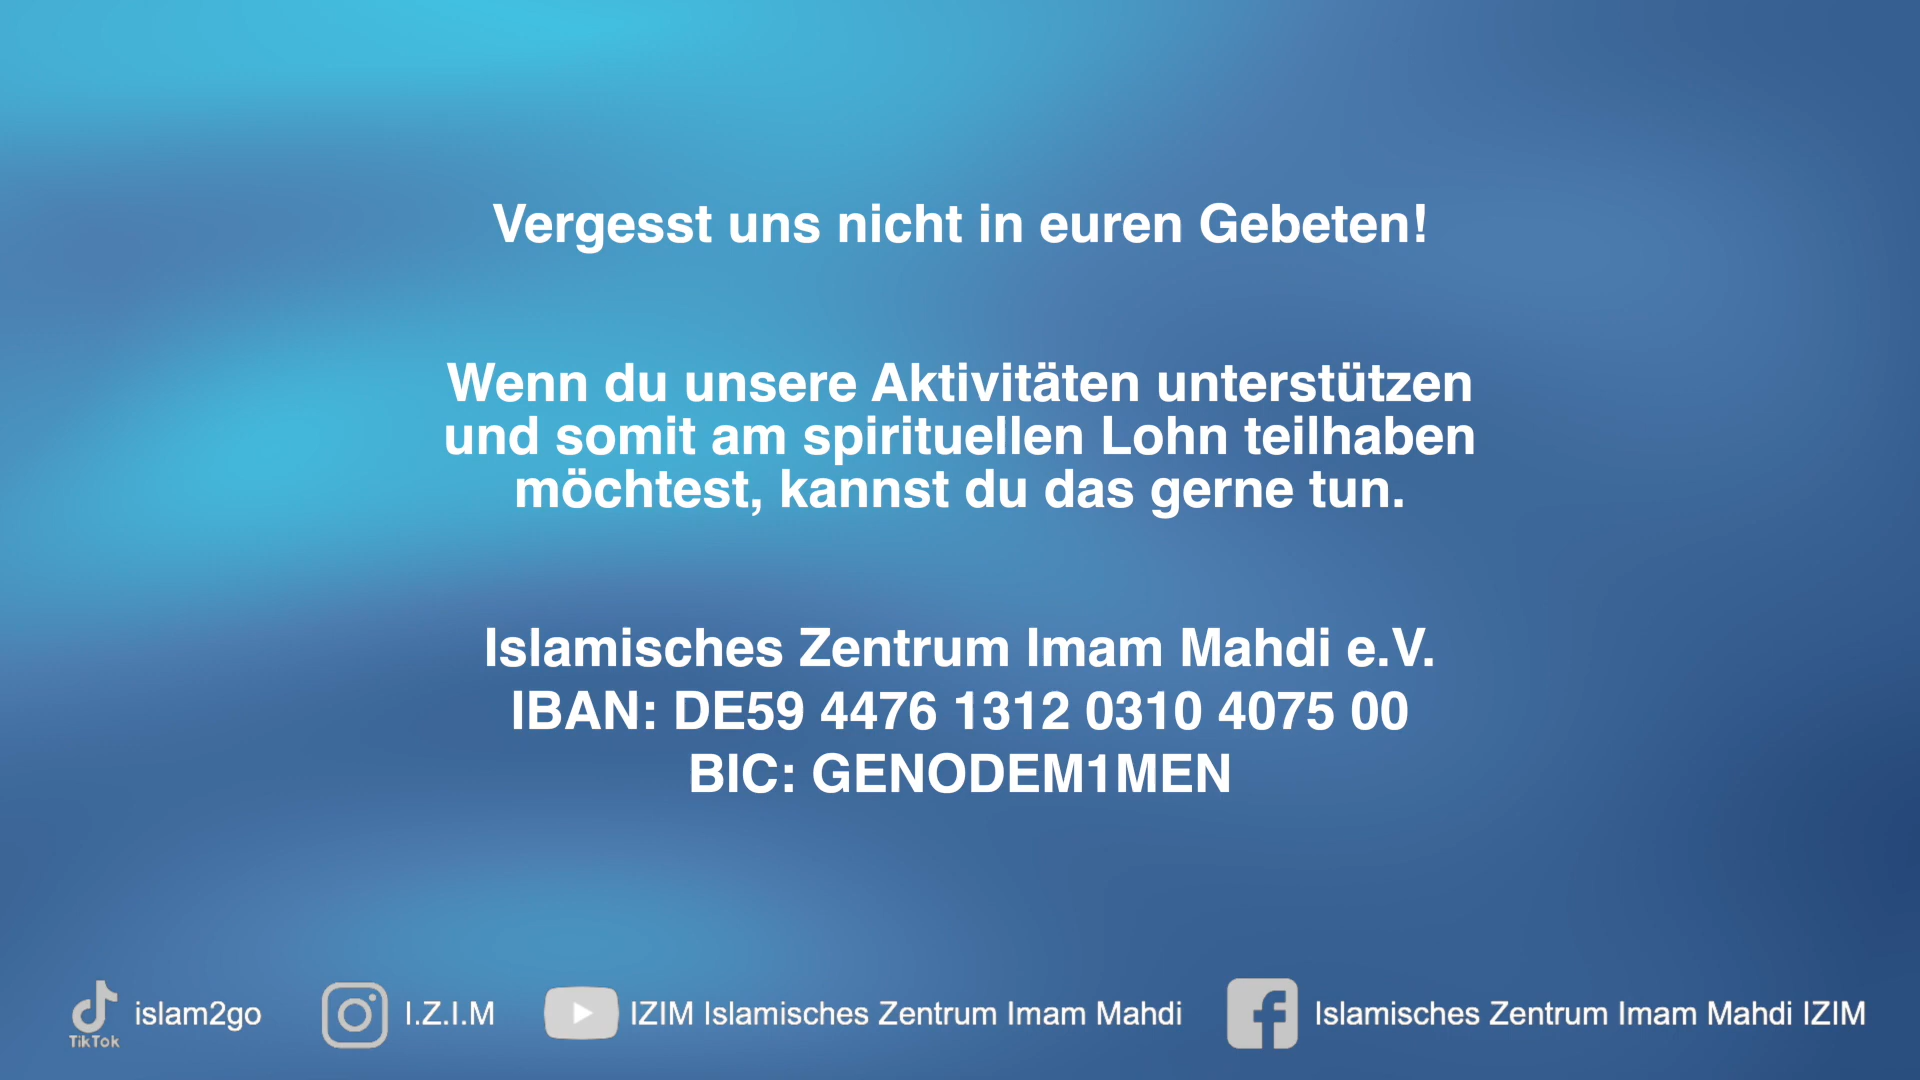 Vergesst uns nicht in euren Gebeten!
Wenn du unsere Aktivitäten unterstützen
und somit am spirituellen Lohn teilhaben
möchtest, kannst du das gerne tun.
Islamisches Zentrum Imam Mahdi e.V.
IBAN: DE59 4476 1312 0310 4075 00
BIC: GENODEM1MEN
TikTok islam2go I.Z.I.M IZIM Islamisches Zentrum Imam Mahdi Islamisches Zentrum Imam Mahdi IZIM